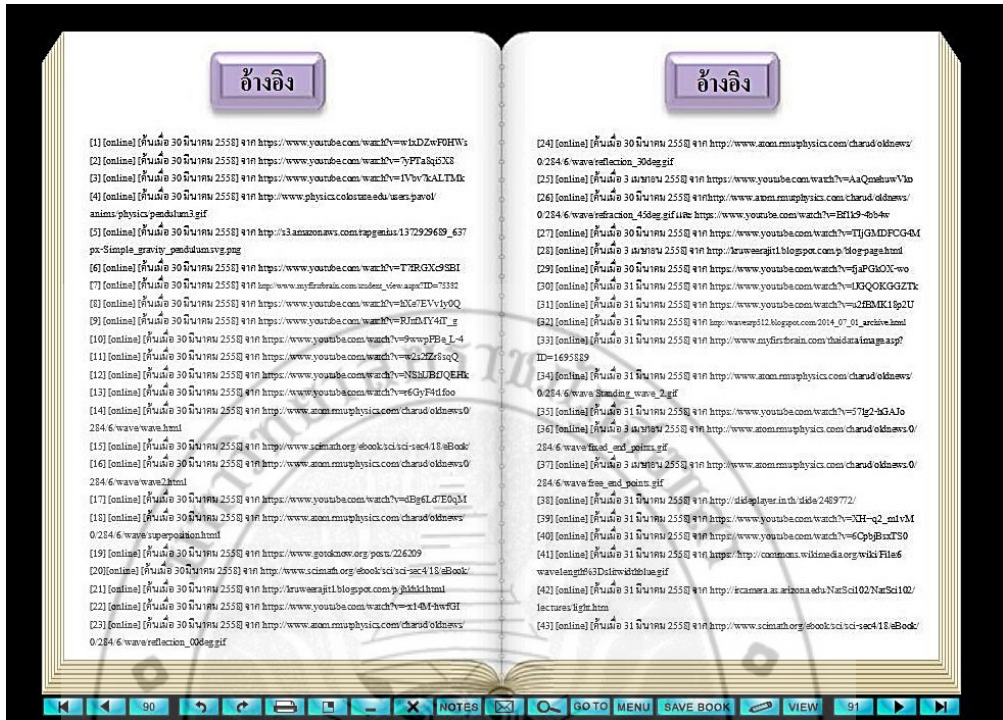 อ้างอิง
[1] [online] [ค้นเมื่อ 30 มีนาคม 2558] จาก https://www.youtube.com/watch?v=w1xDZwF0HWs
[2] [online] [ค้นเมื่อ 30 มีนาคม 2558] จาก https://www.youtube.com/watch?v=7yPTa8qi5X8
[3] [online] [ค้นเมื่อ 30 มีนาคม 2558] จาก https://www.youtube.com/watch?v=1Vbv7kALTMk
[4] [online] [ค้นเมื่อ 30 มีนาคม 2558] จาก http://www.physics.colostate.edu/users/pavol/
anims/physics/pendulum3.gif
[5] [online] [ค้นเมื่อ 30 มีนาคม 2558] จาก http://s3.amazonaws.com/rapgenius/1372929689_637
px-Simple_gravity_pendulum.svg.png
[6] [online] [ค้นเมื่อ 30 มีนาคม 2558] จาก https://www.youtube.com/watch?v=T7fRGXc9SBI
[7] [online] [ค้นเมื่อ 30 มีนาคม 2558] จาก http://www.myfirstbrain.com/student_view.aspx?ID=75382
[8] [online] [ค้นเมื่อ 30 มีนาคม 2558] จาก https://www.youtube.com/watch?v=hXe7EVv1y0Q
[9] [online] [ค้นเมื่อ 30 มีนาคม 2558] จาก https://www.youtube.com/watch?v=RJnfMY4iT_g
[10] [online] [ค้นเมื่อ 30 มีนาคม 2558] จาก https://www.youtube.com/watch?v=9wwpPBe_L-4
[11] [online] [ค้นเมื่อ 30 มีนาคม 2558] จาก https://www.youtube.com/watch?v=w2s2fZr8sqQ
[12] [online] [ค้นเมื่อ 30 มีนาคม 2558] จาก https://www.youtube.com/watch?v=NShUBfJQEHk
[13] [online] [ค้นเมื่อ 30 มีนาคม 2558] จาก https://www.youtube.com/watch?v=r6GyF4t1foo
[14] [online] [ค้นเมื่อ 30 มีนาคม 2558] จาก http://www.atom.rmutphysics.com/charud/oldnews/0/
284/6/wave/wave.html
[15] [online] [ค้นเมื่อ 30 มีนาคม 2558] จาก http://www.scimath.org/ebook/sci/sci-sec4/18/eBook/
[16] [online] [ค้นเมื่อ 30 มีนาคม 2558] จาก http://www.atom.rmutphysics.com/charud/oldnews/0/
284/6/wave/wave2.html
[17] [online] [ค้นเมื่อ 30 มีนาคม 2558] จาก https://www.youtube.com/watch?v=dBg6Ld7E0qM
[18] [online] [ค้นเมื่อ 30 มีนาคม 2558] จาก http://www.atom.rmutphysics.com/charud/oldnews/
0/284/6/wave/superposition.html
[19] [online] [ค้นเมื่อ 30 มีนาคม 2558] จาก https://www.gotoknow.org/posts/226209
[20][online] [ค้นเมื่อ 30 มีนาคม 2558] จาก http://www.scimath.org/ebook/sci/sci-sec4/18/eBook/
[21] [online] [ค้นเมื่อ 30 มีนาคม 2558] จาก http://kruweerajit1.blogspot.com/p/jhkhkl.html
[22] [online] [ค้นเมื่อ 30 มีนาคม 2558] จาก https://www.youtube.com/watch?v=-x14M-hwfGI
[23] [online] [ค้นเมื่อ 30 มีนาคม 2558] จาก http://www.atom.rmutphysics.com/charud/oldnews/
0/284/6/wave/reflection_00deg.gif
อ้างอิง
[24] [online] [ค้นเมื่อ 30 มีนาคม 2558] จาก http://www.atom.rmutphysics.com/charud/oldnews/
0/284/6/wave/reflection_30deg.gif
[25] [online] [ค้นเมื่อ 3 เมษายน 2558] จาก https://www.youtube.com/watch?v=AaQmehuwVko
[26] [online] [ค้นเมื่อ 30 มีนาคม 2558] จาก http://www.atom.rmutphysics.com/charud/oldnews/
0/284/6/wave/refraction_45deg.gif และ https://www.youtube.com/watch?v=Bf1k9-4bb4w
[27] [online] [ค้นเมื่อ 30 มีนาคม 2558] จาก https://www.youtube.com/watch?v=TIjGMDFCG4M
[28] [online] [ค้นเมื่อ 3 เมษายน 2558] จาก http://kruweerajit1.blogspot.com/p/blog-page.html
[29] [online] [ค้นเมื่อ 30 มีนาคม 2558] จาก https://www.youtube.com/watch?v=fjaPGkOX-wo
[30] [online] [ค้นเมื่อ 31 มีนาคม 2558] จาก https://www.youtube.com/watch?v=IJGQOKGGZTk
[31] [online] [ค้นเมื่อ 31 มีนาคม 2558] จาก https://www.youtube.com/watch?v=u2fBMK18p2U
[32] [online] [ค้นเมื่อ 31 มีนาคม 2558] จาก http://wavesrp512.blogspot.com/2014_07_01_archive.html
[33] [online] [ค้นเมื่อ 31 มีนาคม 2558] จาก http://www.myfirstbrain.com/thaidata/image.asp?
ID=1695889
[34] [online] [ค้นเมื่อ 31 มีนาคม 2558] จาก http://www.atom.rmutphysics.com/charud/oldnews/
0/284/6/wave/Standing_wave_2.gif
[35] [online] [ค้นเมื่อ 31 มีนาคม 2558] จาก https://www.youtube.com/watch?v=57lg2-hGAJo
[36] [online] [ค้นเมื่อ 3 เมษายน 2558] จาก http://www.atom.rmutphysics.com/charud/oldnews/0/
284/6/wave/fixed_end_points.gif
[37] [online] [ค้นเมื่อ 3 เมษายน 2558] จาก http://www.atom.rmutphysics.com/charud/oldnews/0/
284/6/wave/free_end_points.gif
[38] [online] [ค้นเมื่อ 31 มีนาคม 2558] จาก http://slideplayer.in.th/slide/2489772/
[39] [online] [ค้นเมื่อ 31 มีนาคม 2558] จาก https://www.youtube.com/watch?v=XH-q2_m1vM
[40] [online] [ค้นเมื่อ 31 มีนาคม 2558] จาก https://www.youtube.com/watch?v=6CpbjBsxTS0
[41] [online] [ค้นเมื่อ 31 มีนาคม 2558] จาก https://http://commons.wikimedia.org/wiki/File:6
wavelength%3Dslitwidthblue.gif
[42] [online] [ค้นเมื่อ 31 มีนาคม 2558] จาก http://ircamera.as.arizona.edu/NatSci102/NatSci102/
lectures/light.htm
[43] [online] [ค้นเมื่อ 31 มีนาคม 2558] จาก http://www.scimath.org/ebook/sci/sci-sec4/18/eBook/
90 NOTES GO TO MENU SAVE BOOK VIEW 91